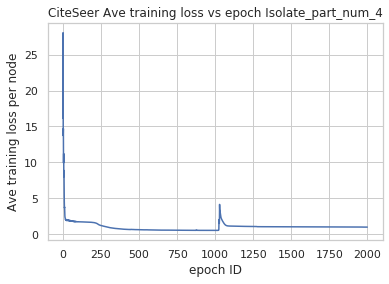 CiteSeer Ave training loss vs epoch Isolate_part_num_4
Ave training loss per node
25
20
15
10
5
0
0 250 500 750 1000 1250 1500 1750 2000
epoch ID